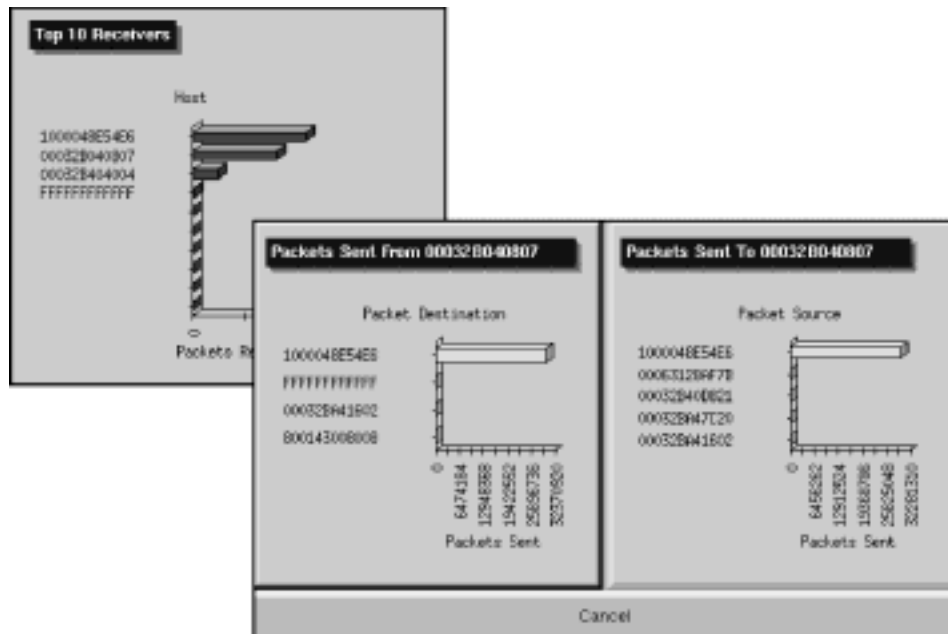 Top 10 Receivers
Host
1000048E54E6
00032B040807
00032B404004
FFFFFFFFFFFF
0
Packets Re
Packets Sent From 00032B040807
Packet Destination
1000048E54E6
FFFFFFFFFFFF
00032BA41602
800143008008
0
6474184
12948368
19422552
25896736
32370920
Packets Sent
Packets Sent To 00032B040807
Packet Source
1000048E54E6
00032BA47C20
00032BA41602
0
6456262
12912524
19368786
25825048
32281310
Packets Sent
Cancel